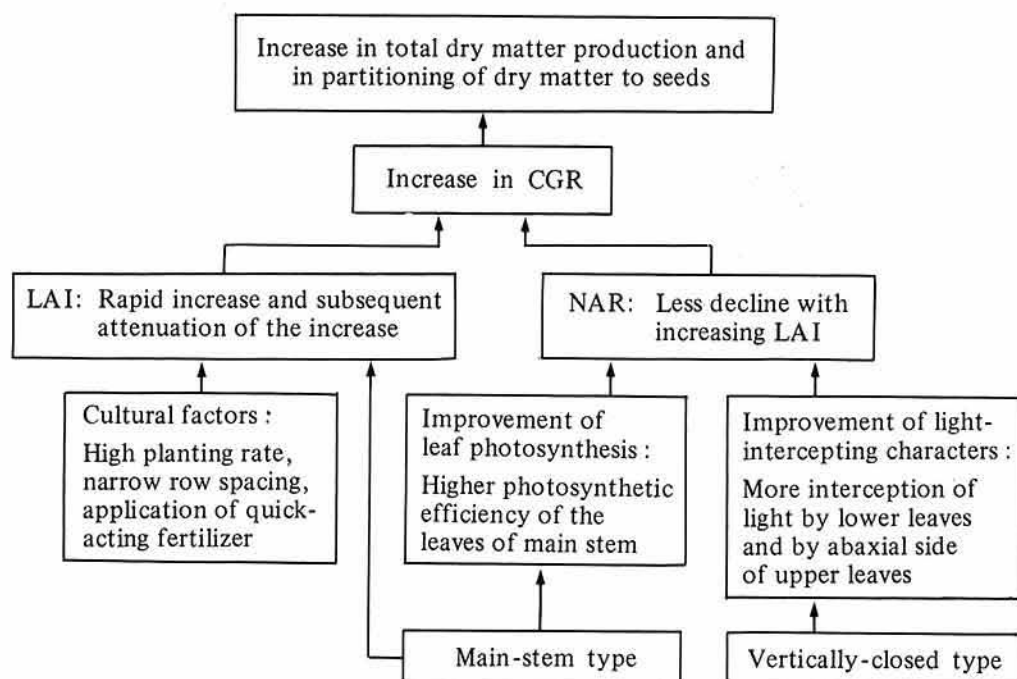 Increase in total dry matter production and
in partitioning of dry matter to seeds
Increase in CGR
LAI: Rapid increase and subsequent
attenuation of the increase
NAR: Less decline with
increasing LAI
Cultural factors :
High planting rate,
narrow row spacing,
application of quick-
acting fertilizer
Improvement of
leaf photosynthesis :
Higher photosynthetic
efficiency of the
leaves of main stem
Improvement of light-
intercepting characters :
More interception of
light by lower leaves
and by abaxial side
of upper leaves
Main-stem type
Vertically-closed type